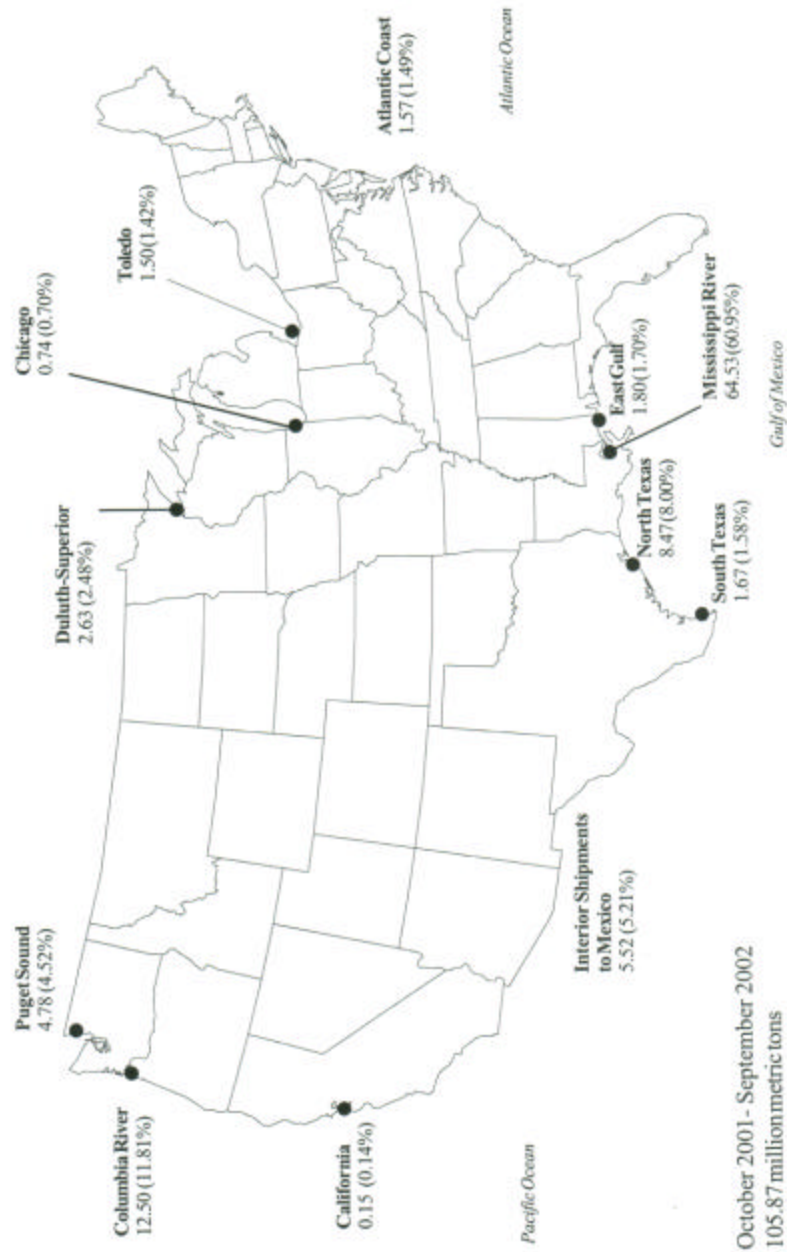 Puget Sound
4.78 (4.52%)
Columbia River
12.50 (11.81%)
California
0.15 (0.14%)
Pacific Ocean
Duluth-Superior
2.63 (2.48%)
Chicago
0.74 (0.70%)
Toledo
1.50 (1.42%)
Atlantic Coast
1.57 (1.49%)
Atlantic Ocean
Interior Shipments
to Mexico
5.52 (5.21%)
North Texas
8.47 (8.00%)
South Texas
1.67 (1.58%)
East Gulf
1.80 (1.70%)
Mississippi River
64.53 (60.95%)
Gulf of Mexico
October 2001 - September 2002
105.87 million metric tons